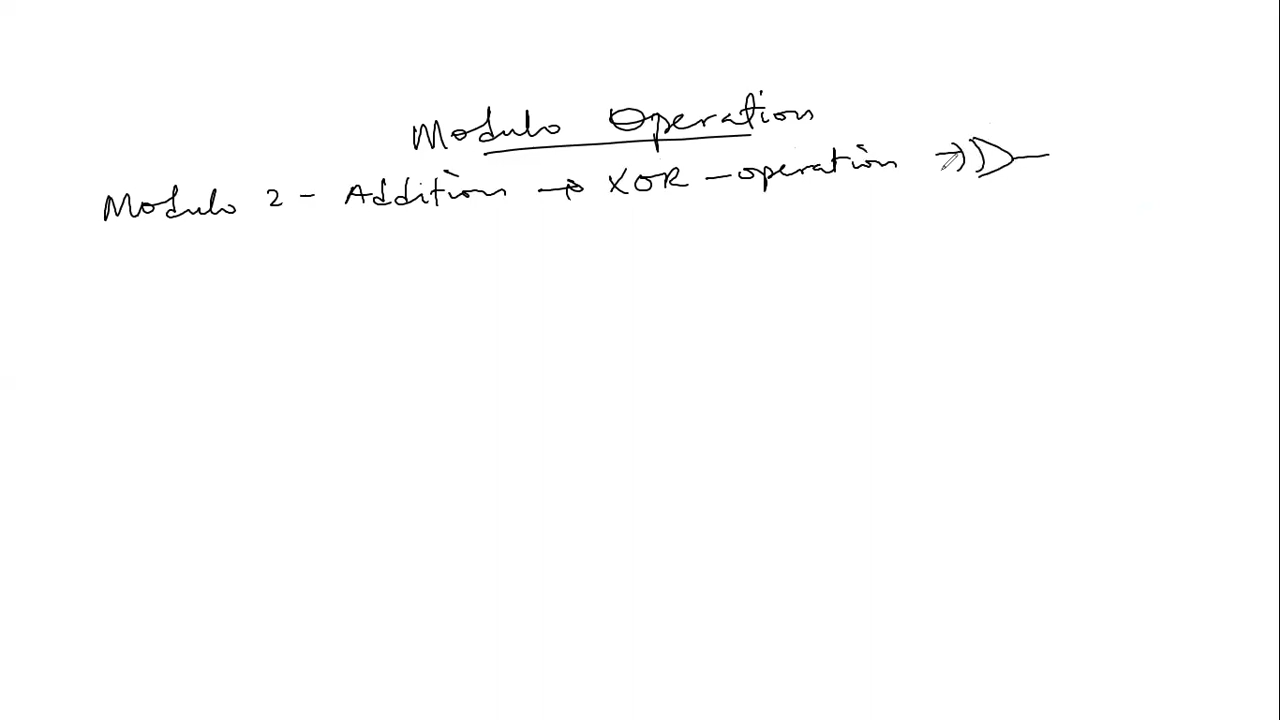 Modulo Operation
Modulo 2 - Addition → XOR - operation